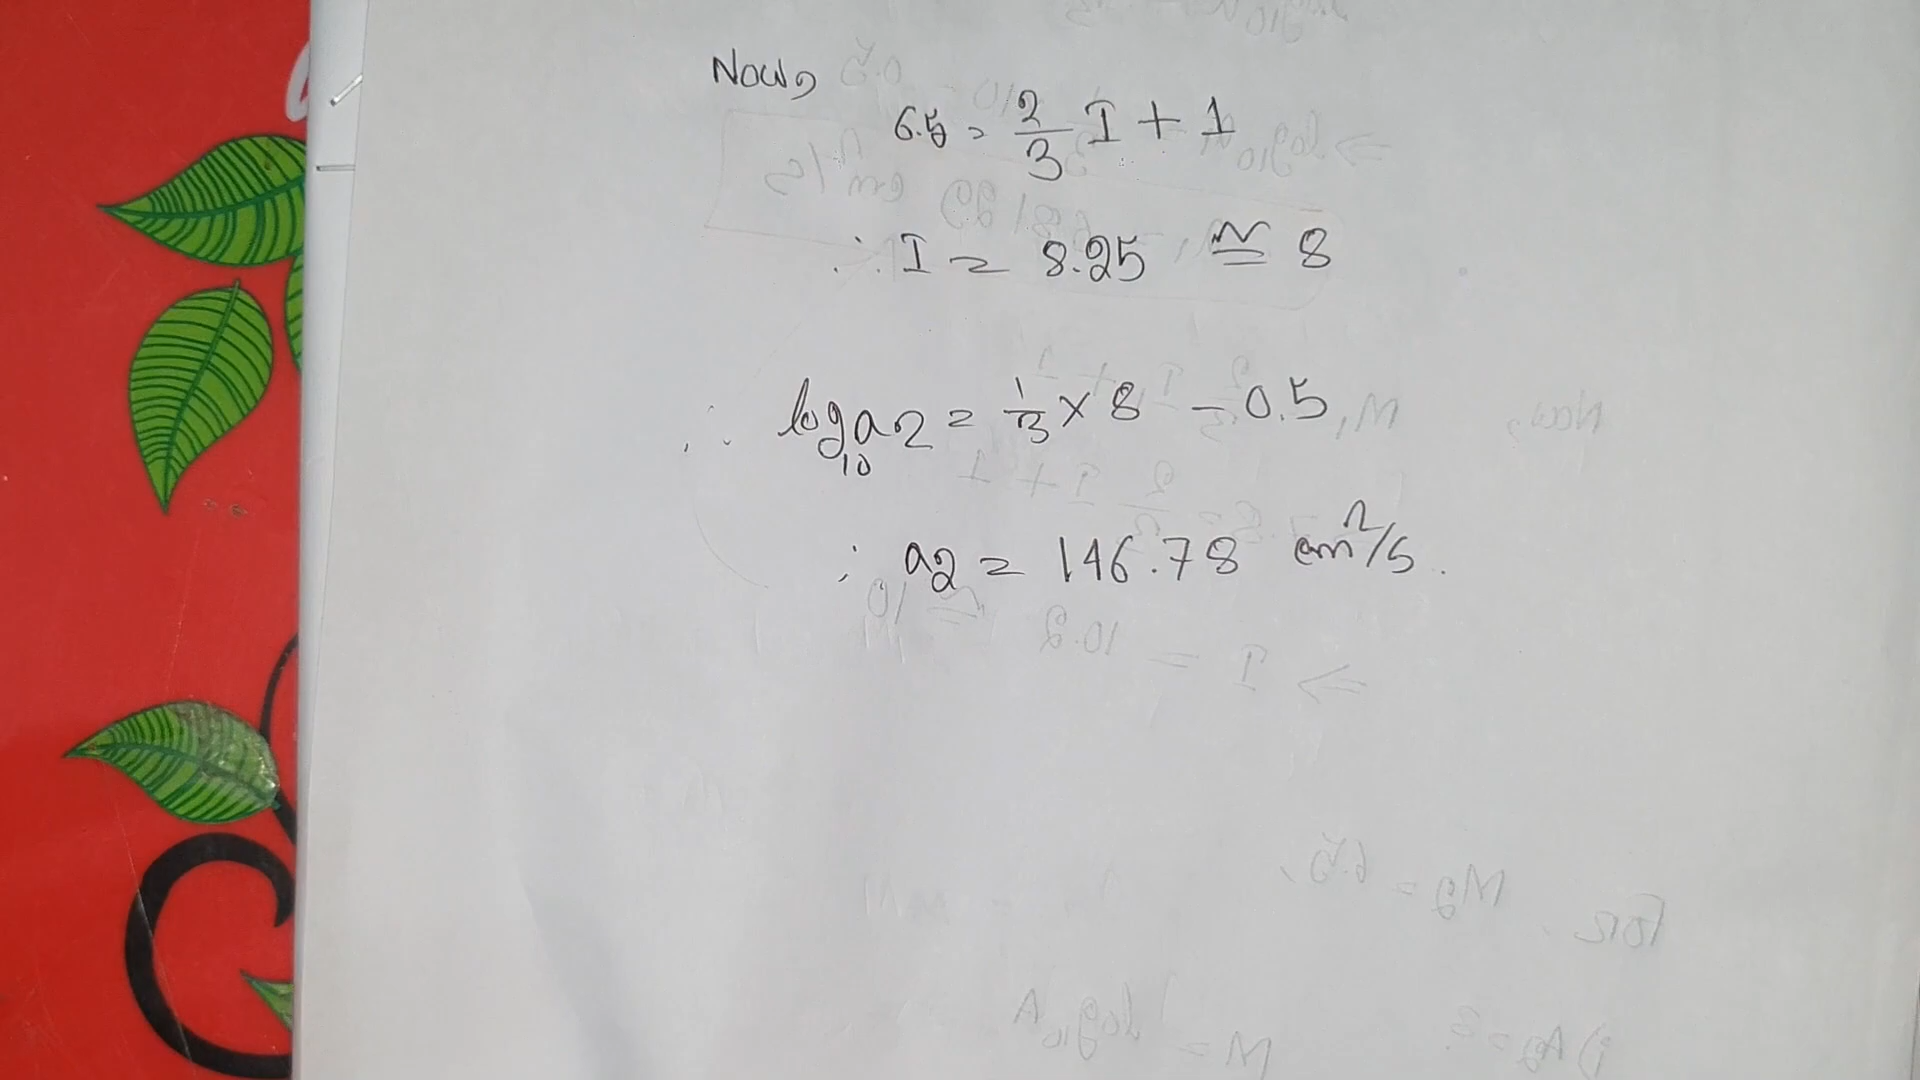 Now,
6.5 = 2/3 I + 1
∴ I = 8.25 ≅ 8
∴ log₁₀ a2 = 1/3 × 8 - 0.5
∴ a2 = 146.78 cm²/s.